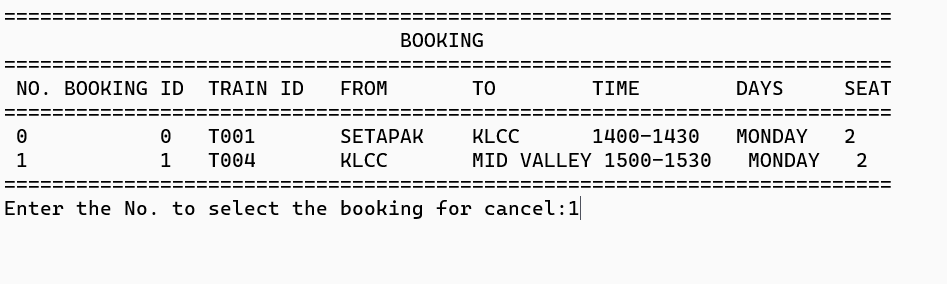 ==========================================================================
                                 BOOKING
==========================================================================
 NO. BOOKING ID  TRAIN ID   FROM       TO        TIME        DAYS     SEAT
==========================================================================
 0           0   T001       SETAPAK    KLCC      1400-1430   MONDAY   2
 1           1   T004       KLCC       MID VALLEY 1500-1530   MONDAY   2
==========================================================================
Enter the No. to select the booking for cancel:1